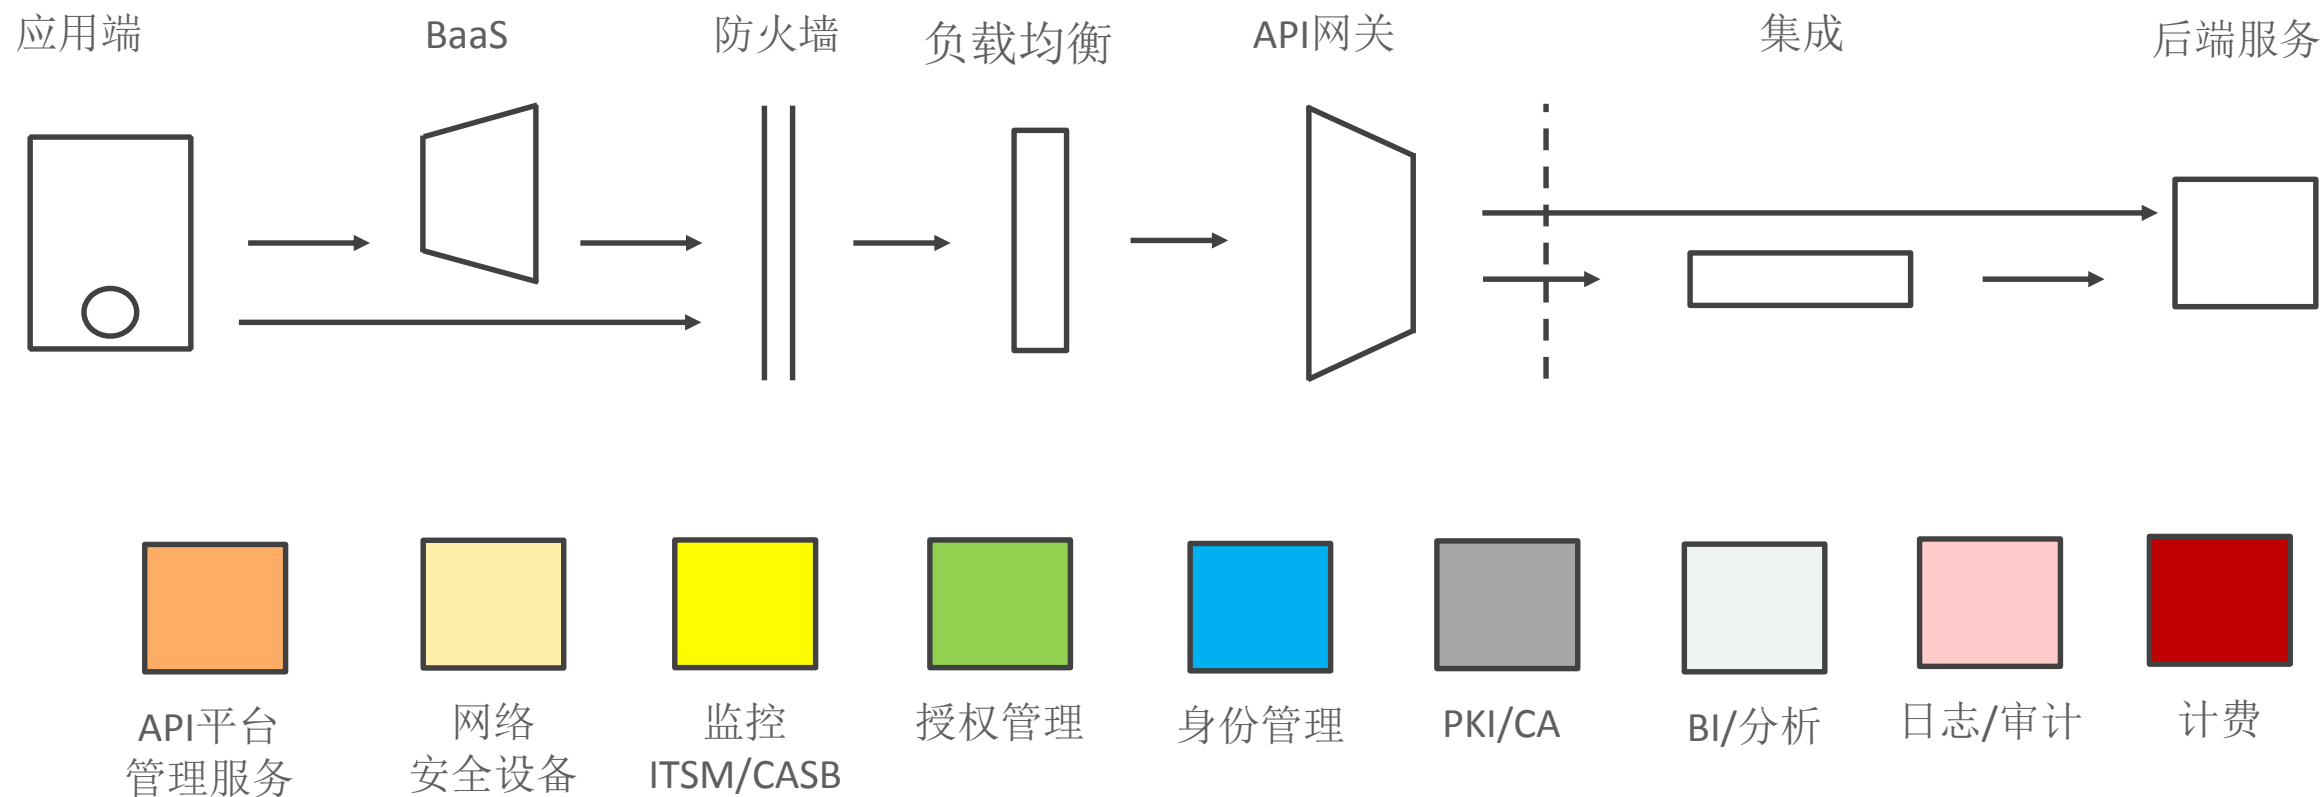 应用端
BaaS
防火墙
负载均衡
API网关
集成
后端服务
API平台
管理服务
网络
安全设备
监控
ITSM/CASB
授权管理
身份管理
PKI/CA
BI/分析
日志/审计
计费